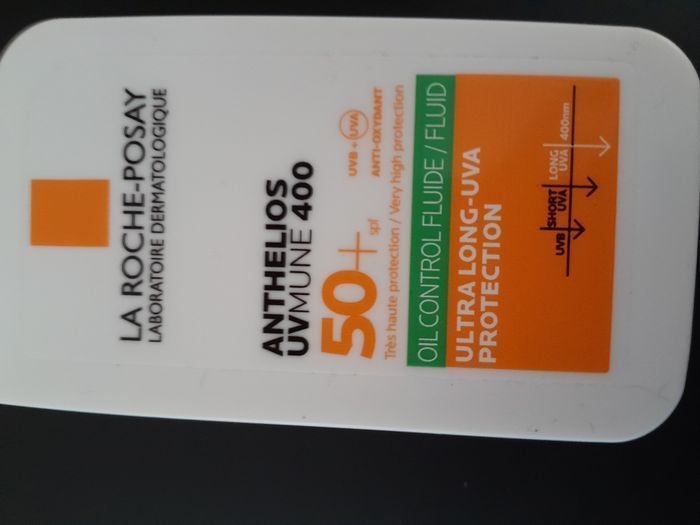 LA ROCHE-POSAY
LABORATOIRE DERMATOLOGIQUE
ANTHELIOS
UVMUNE 400
50+ spf
UVB + UVA
ANTI-OXYDANT
Très haute protection / Very high protection
OIL CONTROL FLUIDE / FLUID
ULTRA LONG-UVA
PROTECTION
UVB
SHORT UVA
LONG UVA
400nm